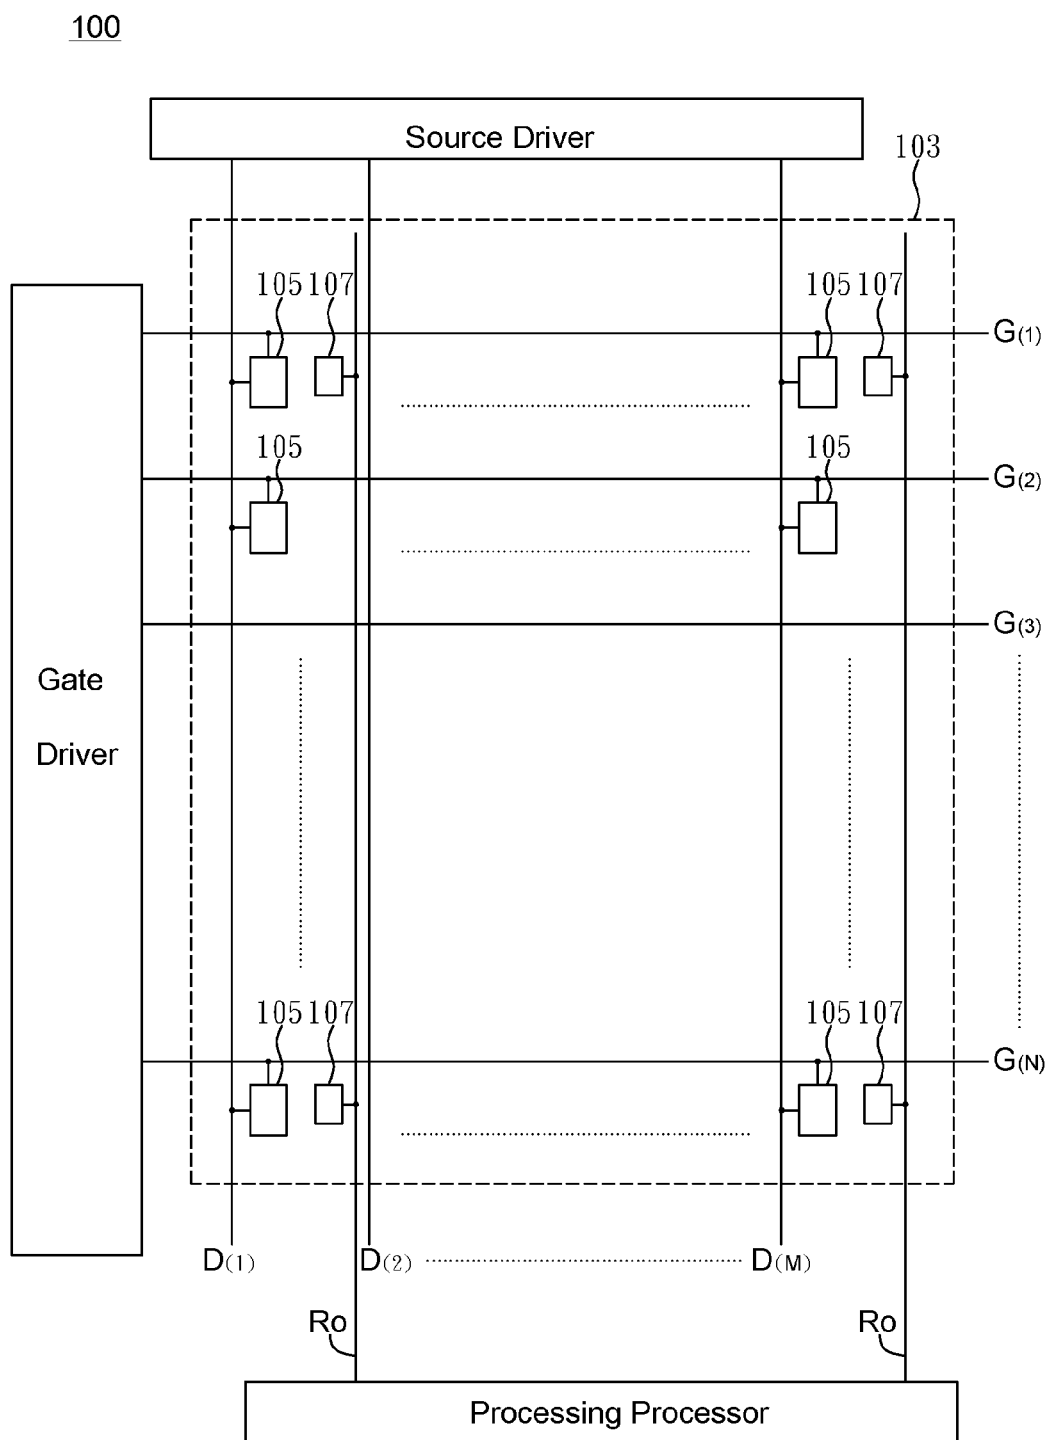 100
Source Driver
103
105 107 105 107
G(1)
105 105
G(2)
G(3)
Gate
Driver
105 107 105 107
G(N)
D(1) D(2) D(M)
Ro Ro
Processing Processor